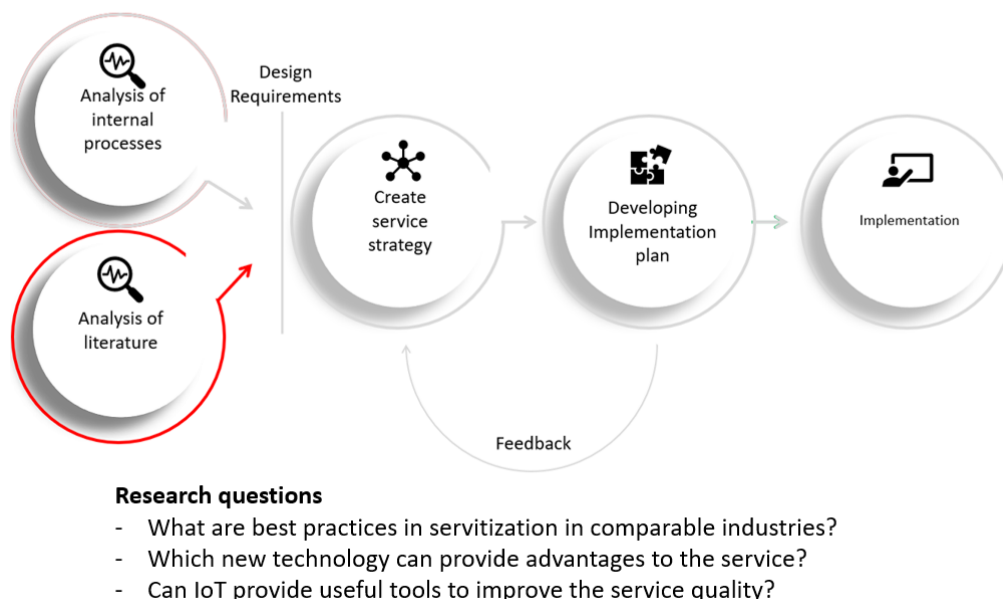 Analysis of
internal
processes
Design
Requirements
Analysis of
literature
Create
service
strategy
Developing
Implementation
plan
Implementation
Feedback
Research questions
- What are best practices in servitization in comparable industries?
- Which new technology can provide advantages to the service?
- Can IoT provide useful tools to improve the service quality?